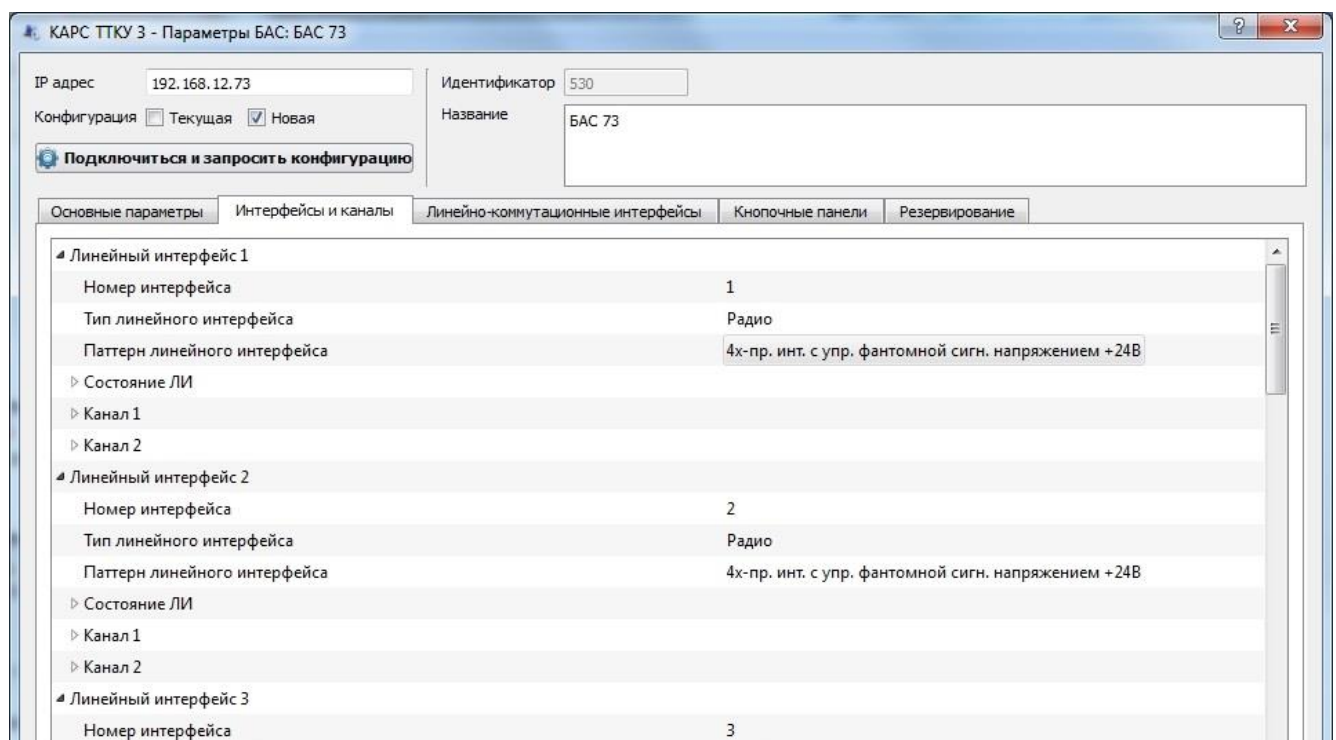 КАРС ТТКУ 3 - Параметры БАС: БАС 73
IP адрес 192.168.12.73 Идентификатор 530
Конфигурация Текущая Новая Название БАС 73
Подключиться и запросить конфигурацию
Основные параметры Интерфейсы и каналы Линейно-коммутационные интерфейсы Кнопочные панели Резервирование
Линейный интерфейс 1
Номер интерфейса 1
Тип линейного интерфейса Радио
Паттерн линейного интерфейса 4х-пр. инт. с упр. фантомной сигн. напряжением +24В
Состояние ЛИ
Канал 1
Канал 2
Линейный интерфейс 2
Номер интерфейса 2
Тип линейного интерфейса Радио
Паттерн линейного интерфейса 4х-пр. инт. с упр. фантомной сигн. напряжением +24В
Состояние ЛИ
Канал 1
Канал 2
Линейный интерфейс 3
Номер интерфейса 3